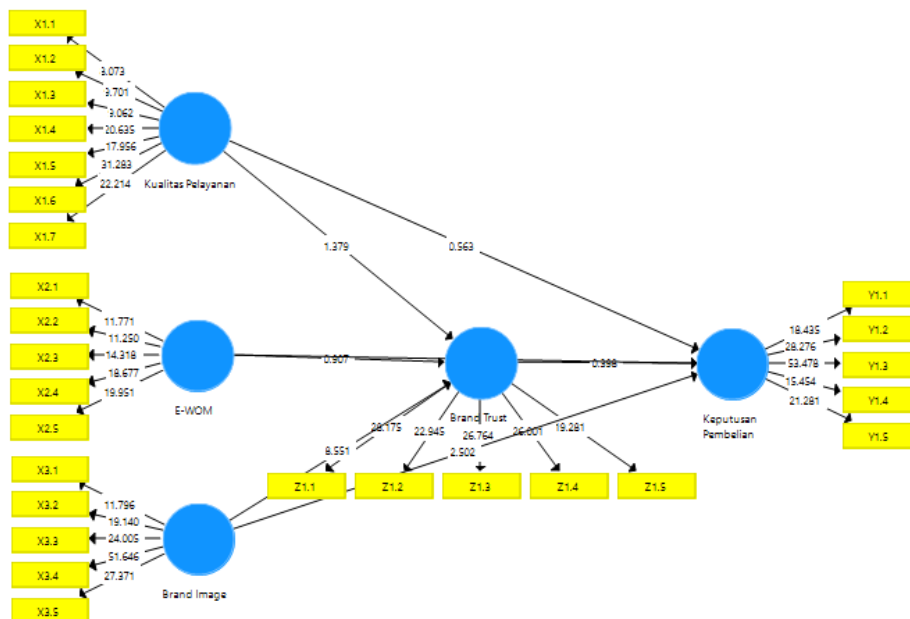 X1.1
X1.2
X1.3
X1.4
X1.5
X1.6
X1.7
20.635
17.956
31.283
22.214
Kualitas Pelayanan
1.379
0.563
X2.1
X2.2
X2.3
X2.4
X2.5
11.771
11.250
14.318
18.677
19.951
E-WOM
0.907
0.398
Brand Trust
28.175
22.945
26.764
26.001
19.281
8.551
2.502
Z1.1
Z1.2
Z1.3
Z1.4
Z1.5
Keputusan
Pembelian
18.435
28.276
53.478
15.454
21.281
Y1.1
Y1.2
Y1.3
Y1.4
Y1.5
X3.1
X3.2
X3.3
X3.4
X3.5
11.796
19.140
24.005
51.646
27.371
Brand Image